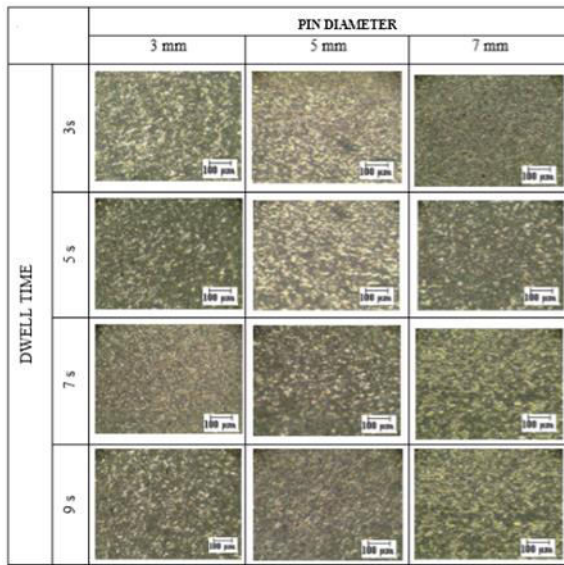 PIN DIAMETER
3 mm 5 mm 7 mm
DWELL TIME
3s
100 µm 100 µm 100 µm
5 s
100 µm 100 µm 100 µm
7 s
100 µm 100 µm 100 µm
9 s
100 µm 100 µm 100 µm